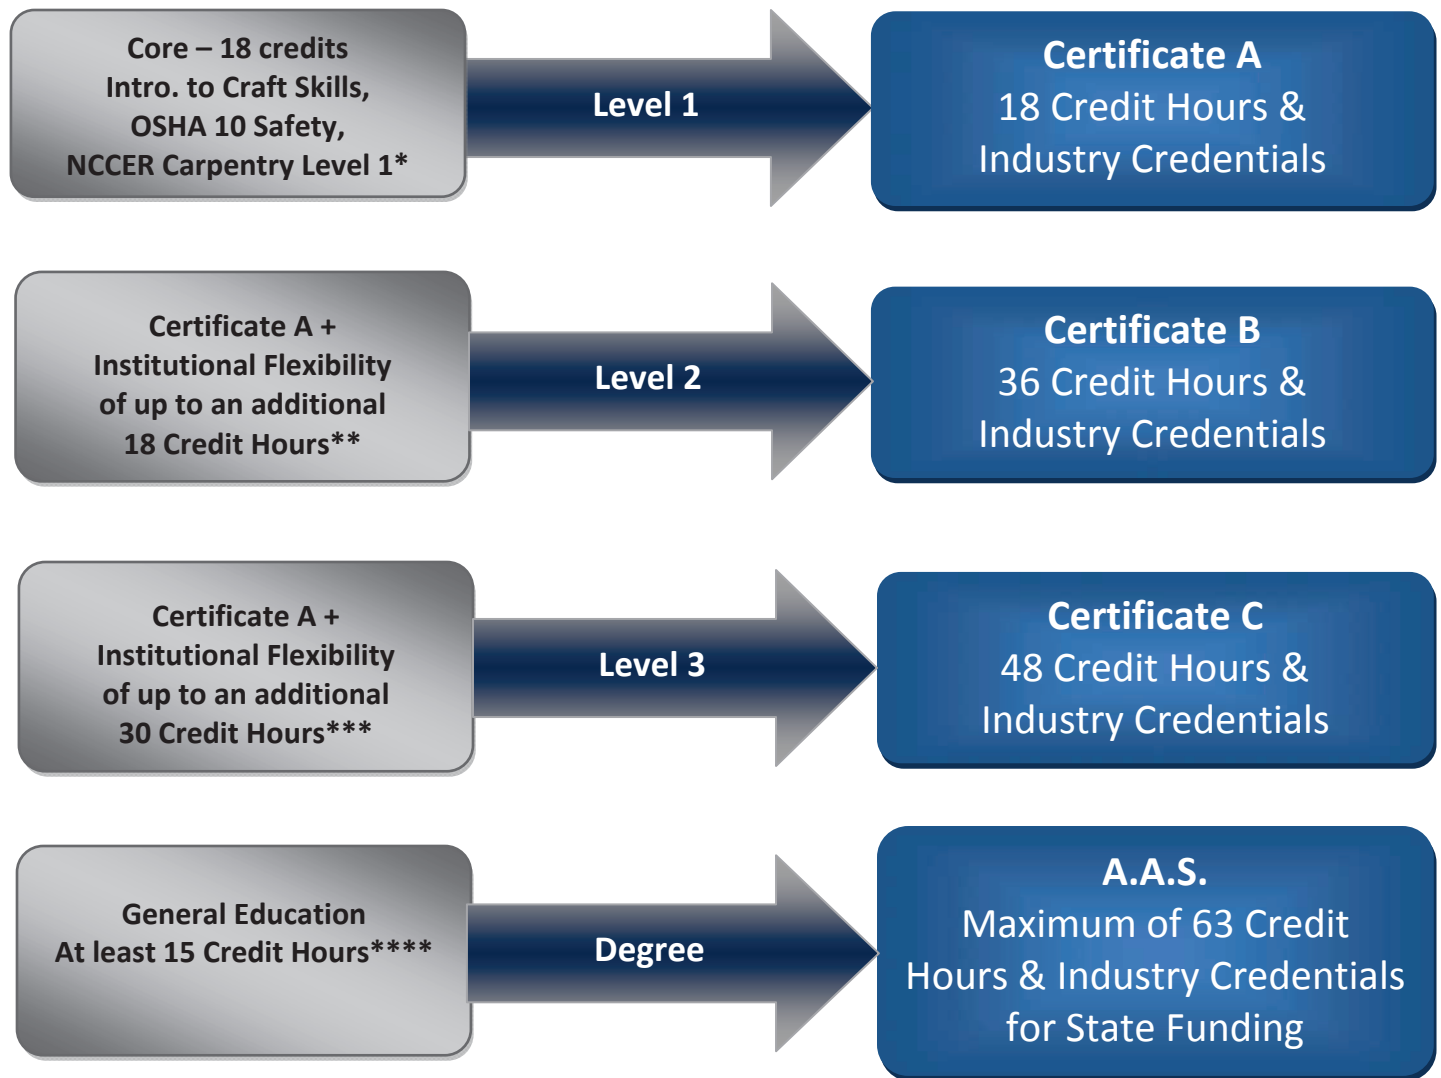 Core – 18 credits
Intro. to Craft Skills,
OSHA 10 Safety,
NCCER Carpentry Level 1*
Level 1
Certificate A
18 Credit Hours &
Industry Credentials
Certificate A +
Institutional Flexibility
of up to an additional
18 Credit Hours**
Level 2
Certificate B
36 Credit Hours &
Industry Credentials
Certificate A +
Institutional Flexibility
of up to an additional
30 Credit Hours***
Level 3
Certificate C
48 Credit Hours &
Industry Credentials
General Education
At least 15 Credit Hours****
Degree
A.A.S.
Maximum of 63 Credit
Hours & Industry Credentials
for State Funding